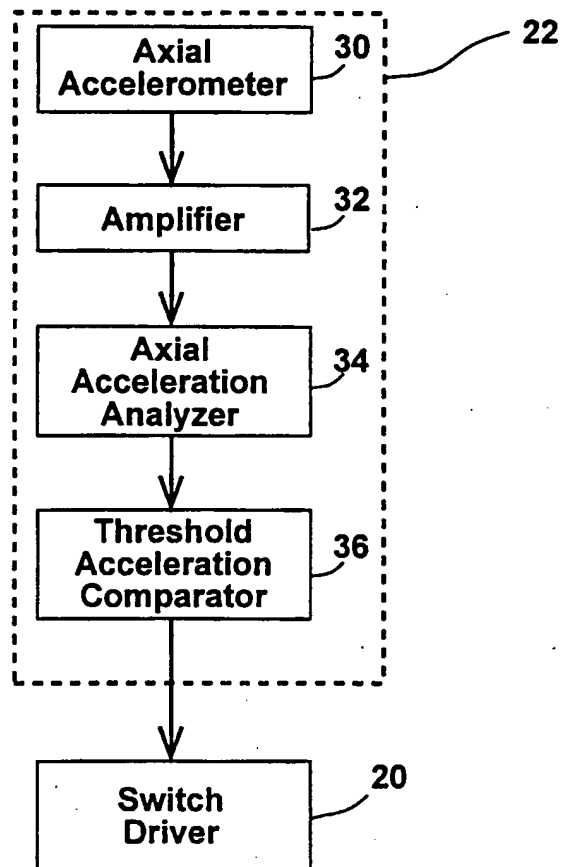 22
Axial
Accelerometer
30
Amplifier
32
Axial
Acceleration
Analyzer
34
Threshold
Acceleration
Comparator
36
Switch
Driver
20